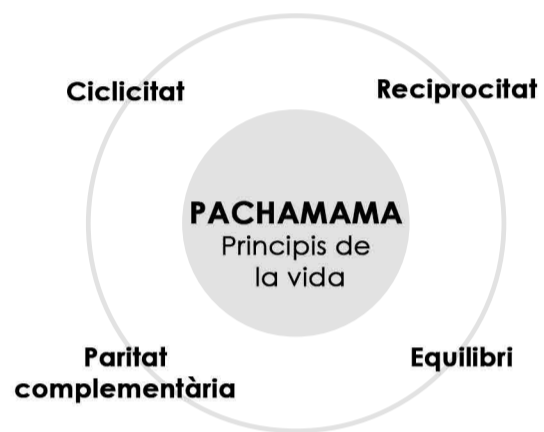 Ciclicitat
Reciprocitat
PACHAMAMA
Principis de
la vida
Paritat
complementària
Equilibri